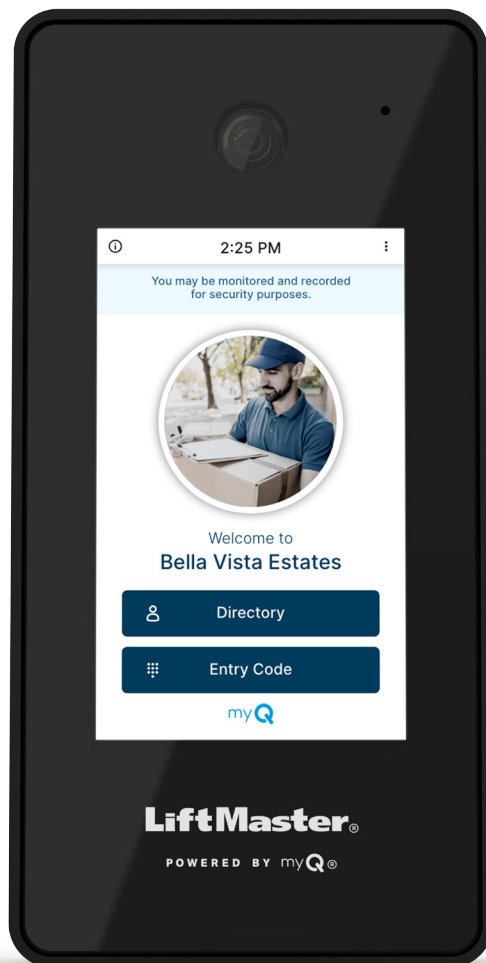 2:25 PM
You may be monitored and recorded
for security purposes.
Welcome to
Bella Vista Estates
Directory
Entry Code
myQ
LiftMaster®
POWERED BY myQ®